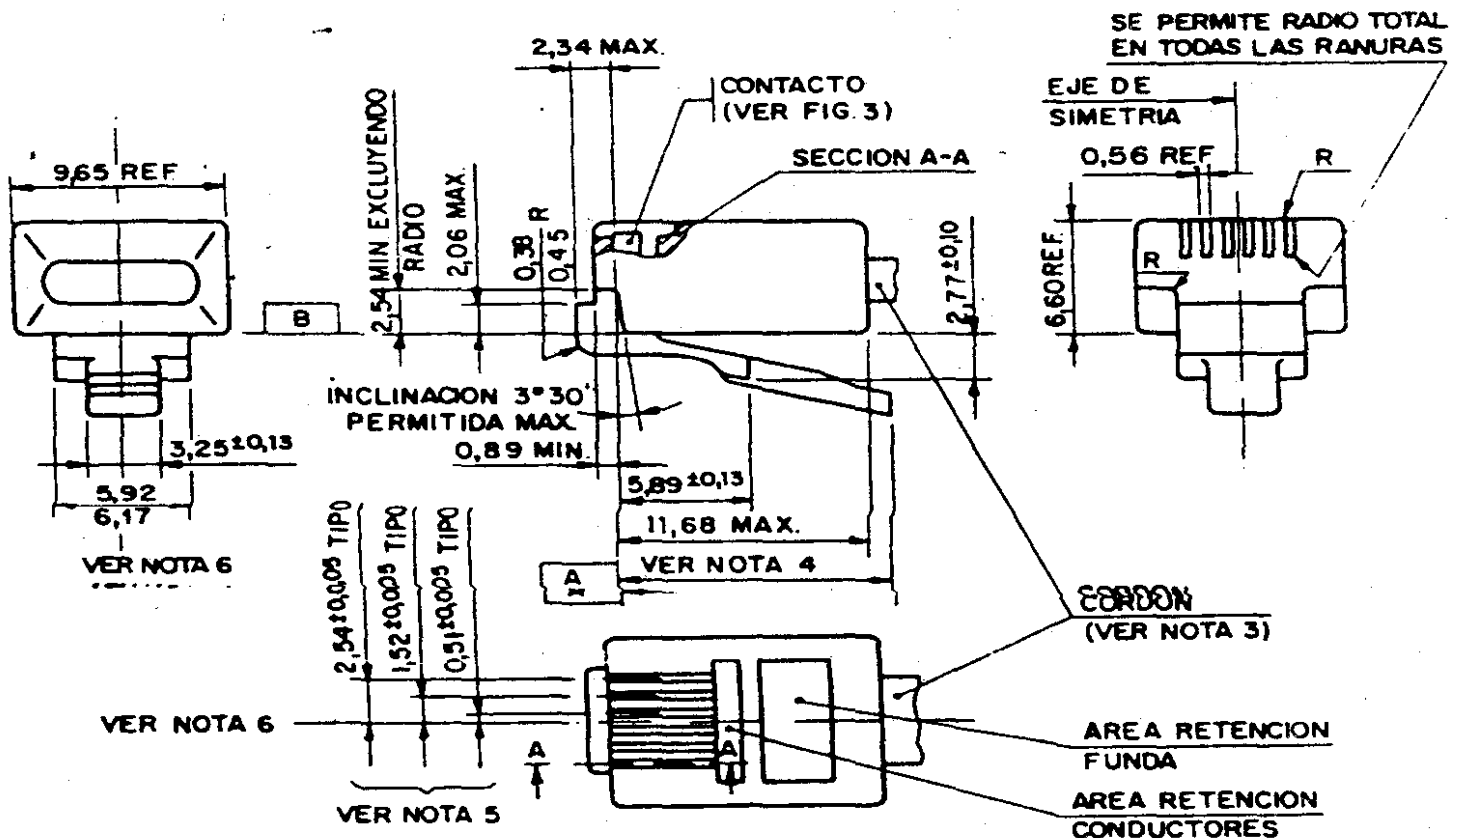 SE PERMITE RADIO TOTAL
EN TODAS LAS RANURAS
2,34 MAX.
CONTACTO
(VER FIG. 3)
EJE DE
SIMETRIA
SECCION A-A
0,56 REF
R
9,65 REF
2,54 MIN EXCLUYENDO
RADIO
2,06 MAX.
0,38 R
0,45
2,77±0,10
6,60 REF.
R
B
INCLINACION 3°30'
PERMITIDA MAX.
0,89 MIN.
3,25±0,13
5,92
6,17
VER NOTA 6
5,89±0,13
11,68 MAX.
VER NOTA 4
A
2,54±0,05 TIPO
1,52±0,05 TIPO
0,51±0,05 TIPO
CORDON
(VER NOTA 3)
VER NOTA 6
A
A
VER NOTA 5
AREA RETENCION
FUNDA
AREA RETENCION
CONDUCTORES